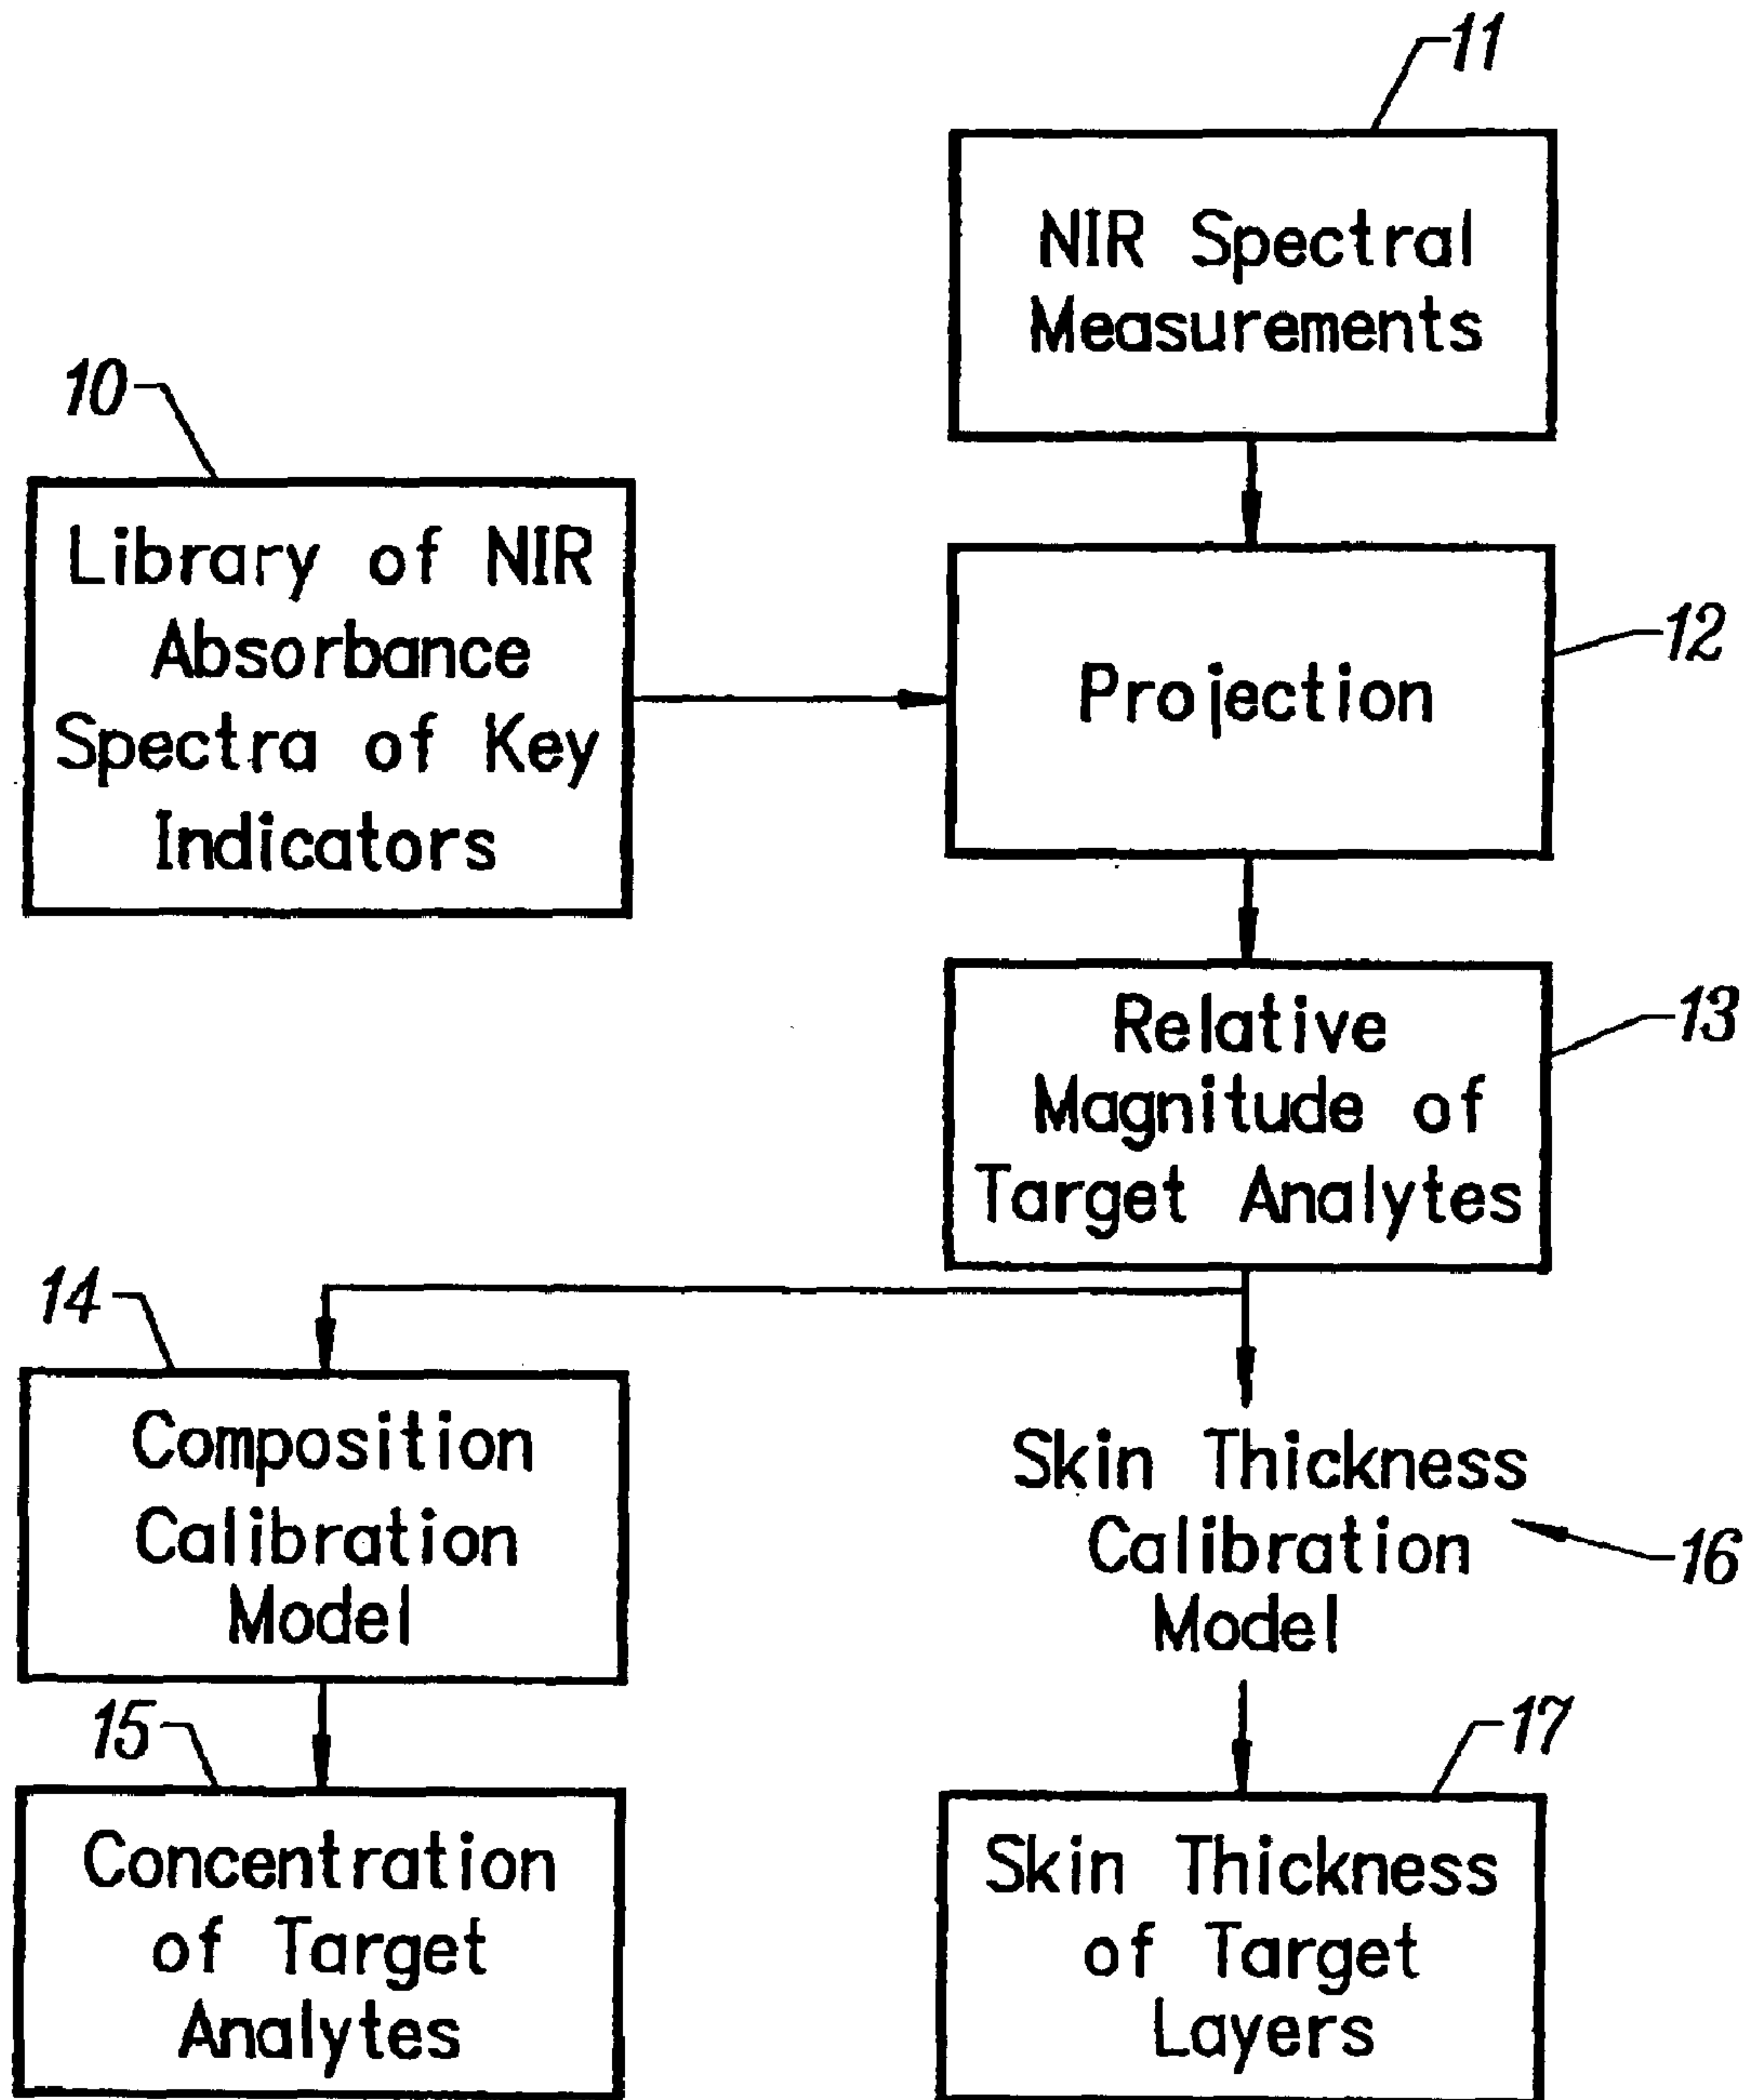 11
NIR Spectral
Measurements
10
Library of NIR
Absorbance
Spectra of Key
Indicators
12
Projection
13
Relative
Magnitude of
Target Analytes
14
Composition
Calibration
Model
Skin Thickness
Calibration
Model
16
15
Concentration
of Target
Analytes
17
Skin Thickness
of Target
Layers